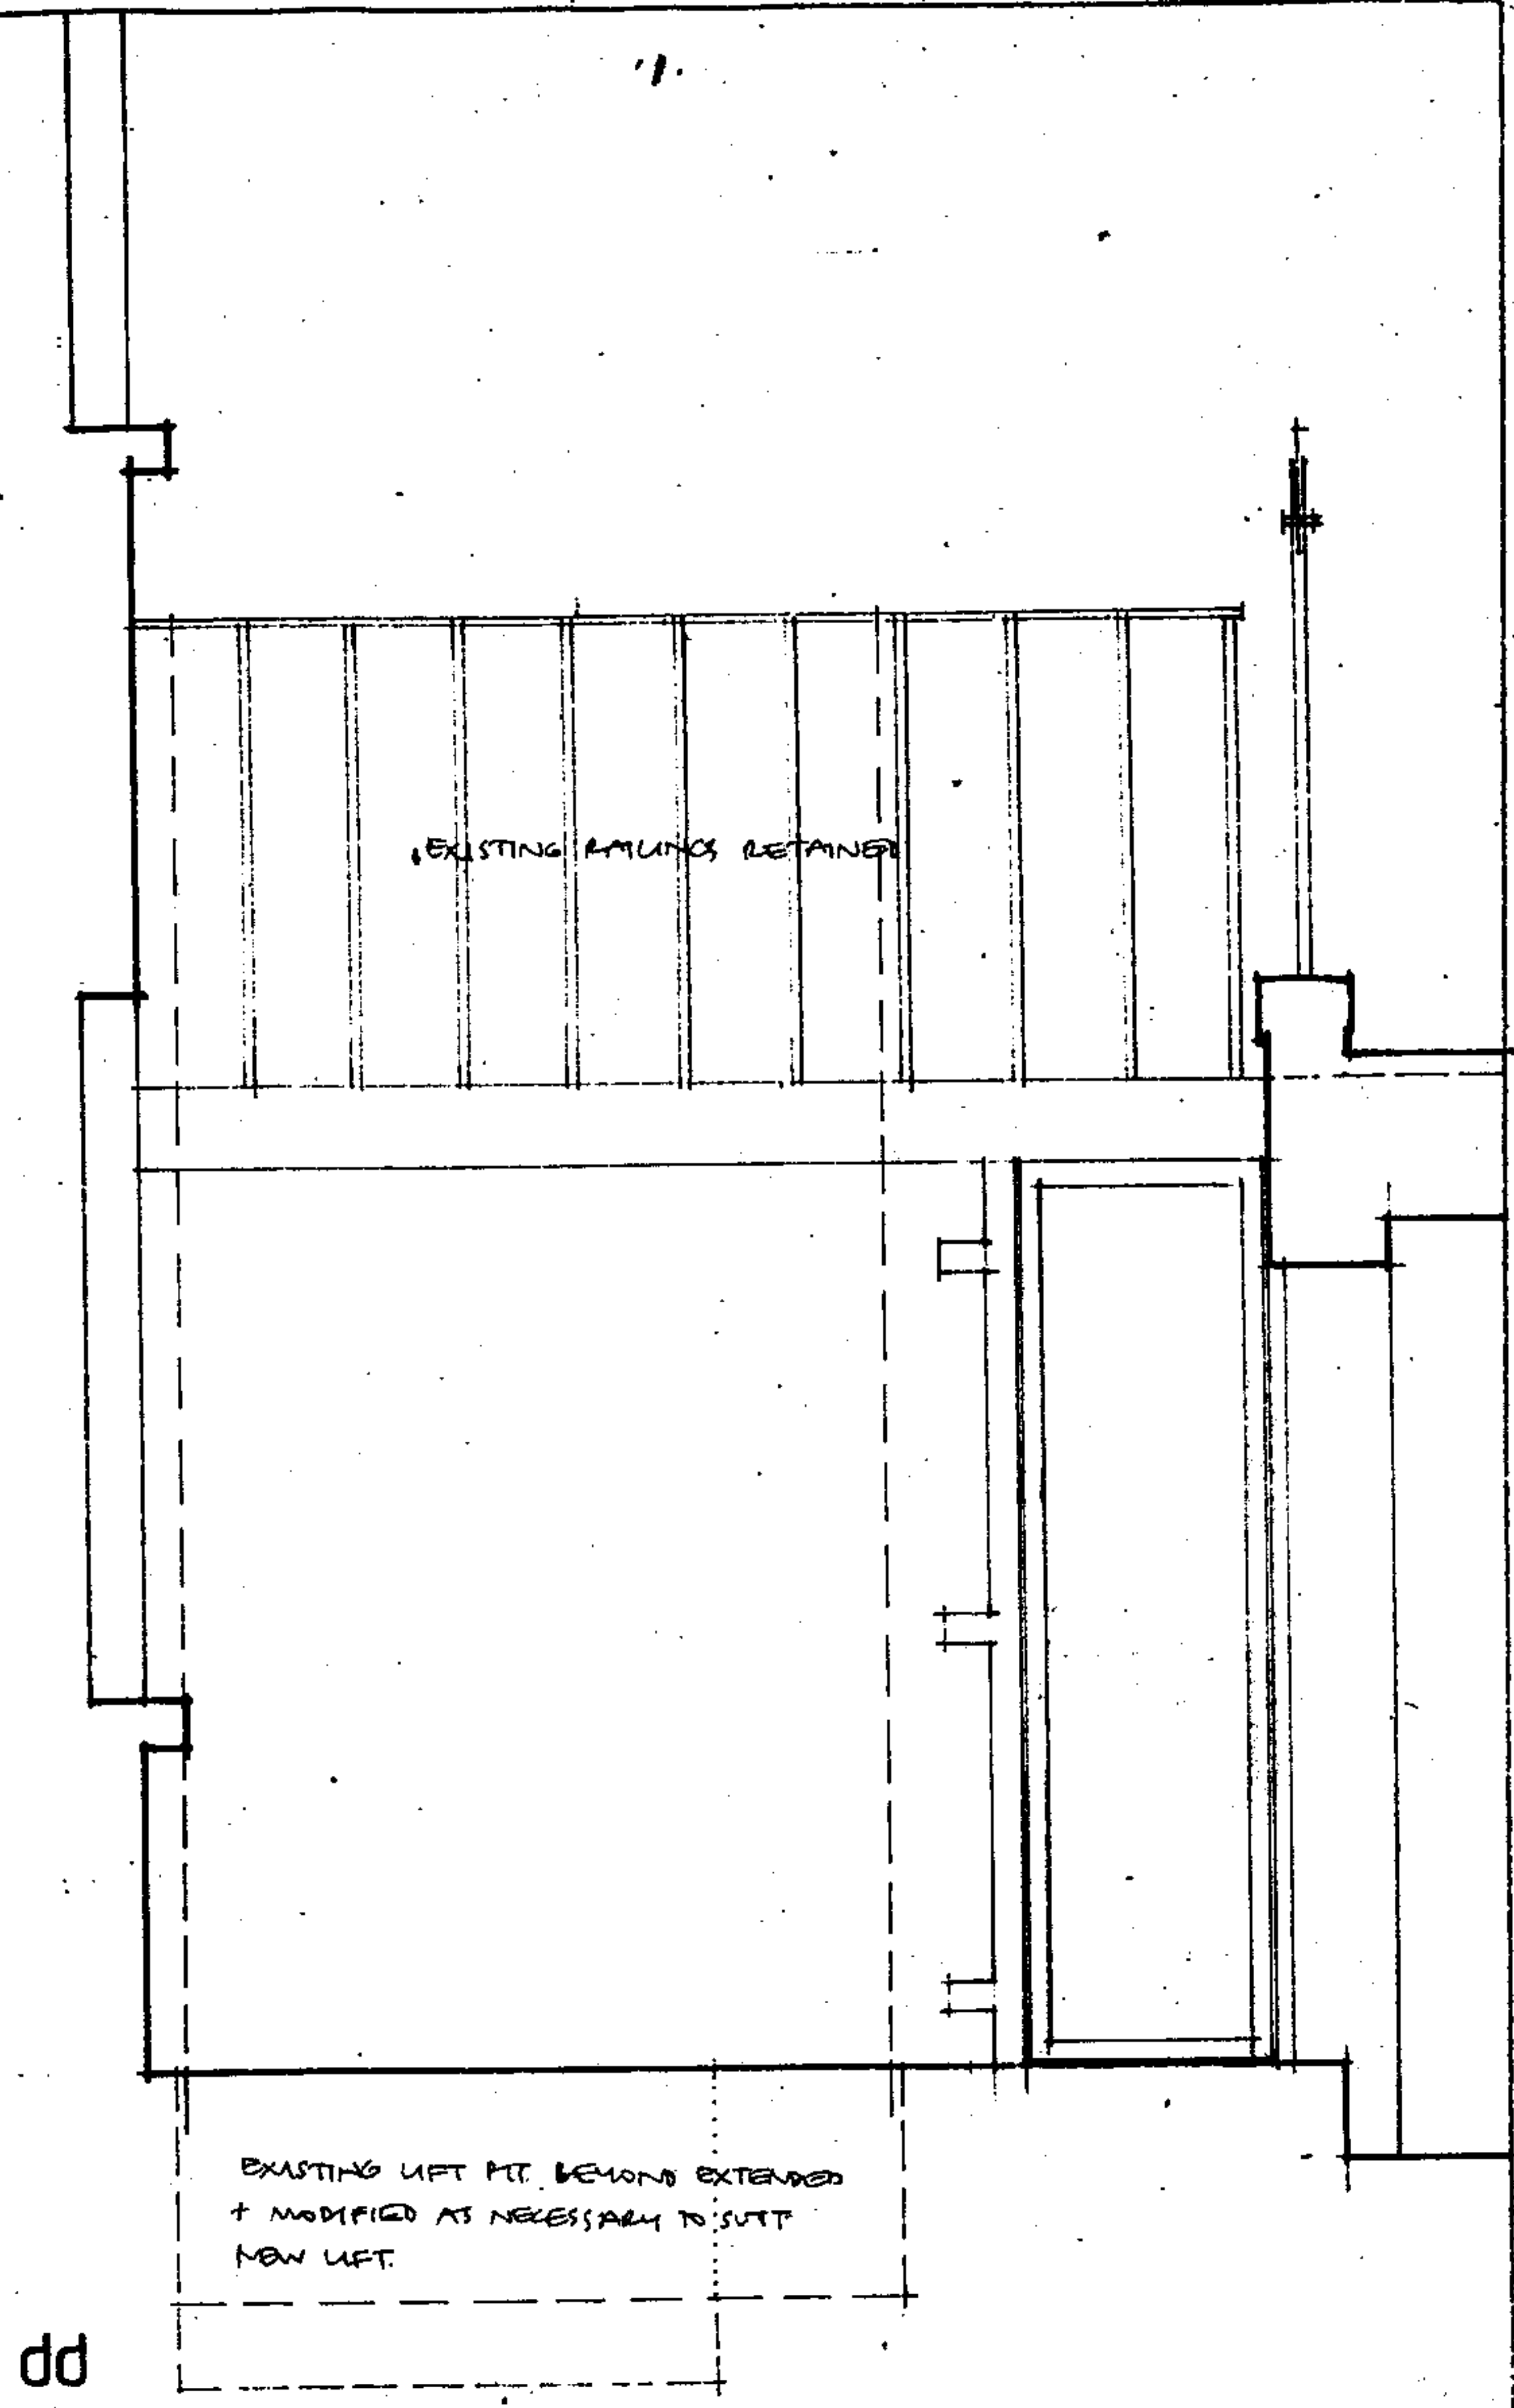 EXISTING RAILINGS RETAINED
EXISTING LIFT PIT BEYOND EXTENDED
+ MODIFIED AS NECESSARY TO SUIT
NEW LIFT.
dd